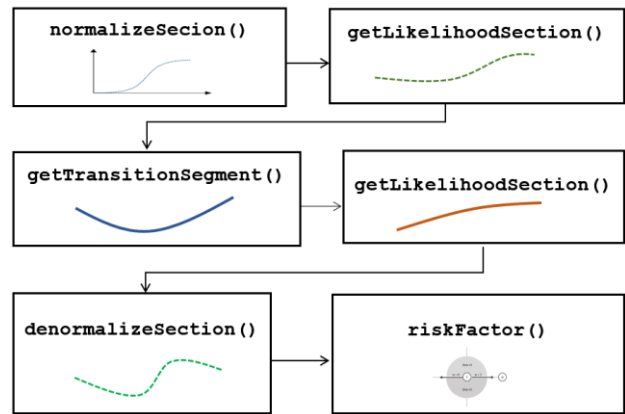 normalizeSecion()
getLikelihoodSection()
getTransitionSegment()
getLikelihoodSection()
denormalizeSection()
riskFactor()